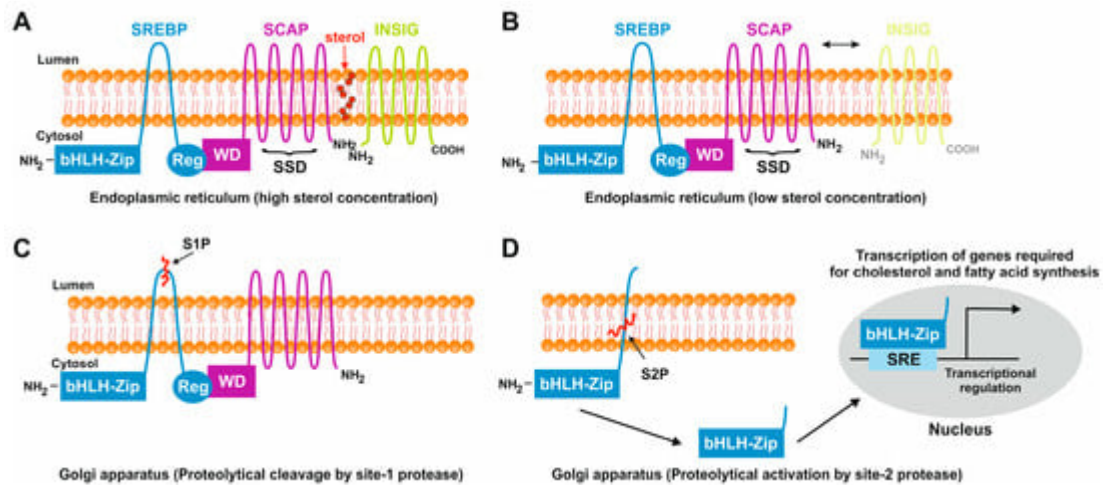 A
SREBP
SCAP
sterol
INSIG
Lumen
Cytosol
NH2
bHLH-Zip
Reg
WD
SSD
NH2
NH2
COOH
Endoplasmic reticulum (high sterol concentration)
B
SREBP
SCAP
INSIG
Lumen
Cytosol
NH2
bHLH-Zip
Reg
WD
SSD
NH2
NH2
COOH
Endoplasmic reticulum (low sterol concentration)
C
S1P
Lumen
Cytosol
NH2
bHLH-Zip
Reg
WD
NH2
Golgi apparatus (Proteolytical cleavage by site-1 protease)
D
Transcription of genes required
for cholesterol and fatty acid synthesis
Lumen
Cytosol
S2P
NH2
bHLH-Zip
bHLH-Zip
bHLH-Zip
SRE
Transcriptional
regulation
Nucleus
Golgi apparatus (Proteolytical activation by site-2 protease)